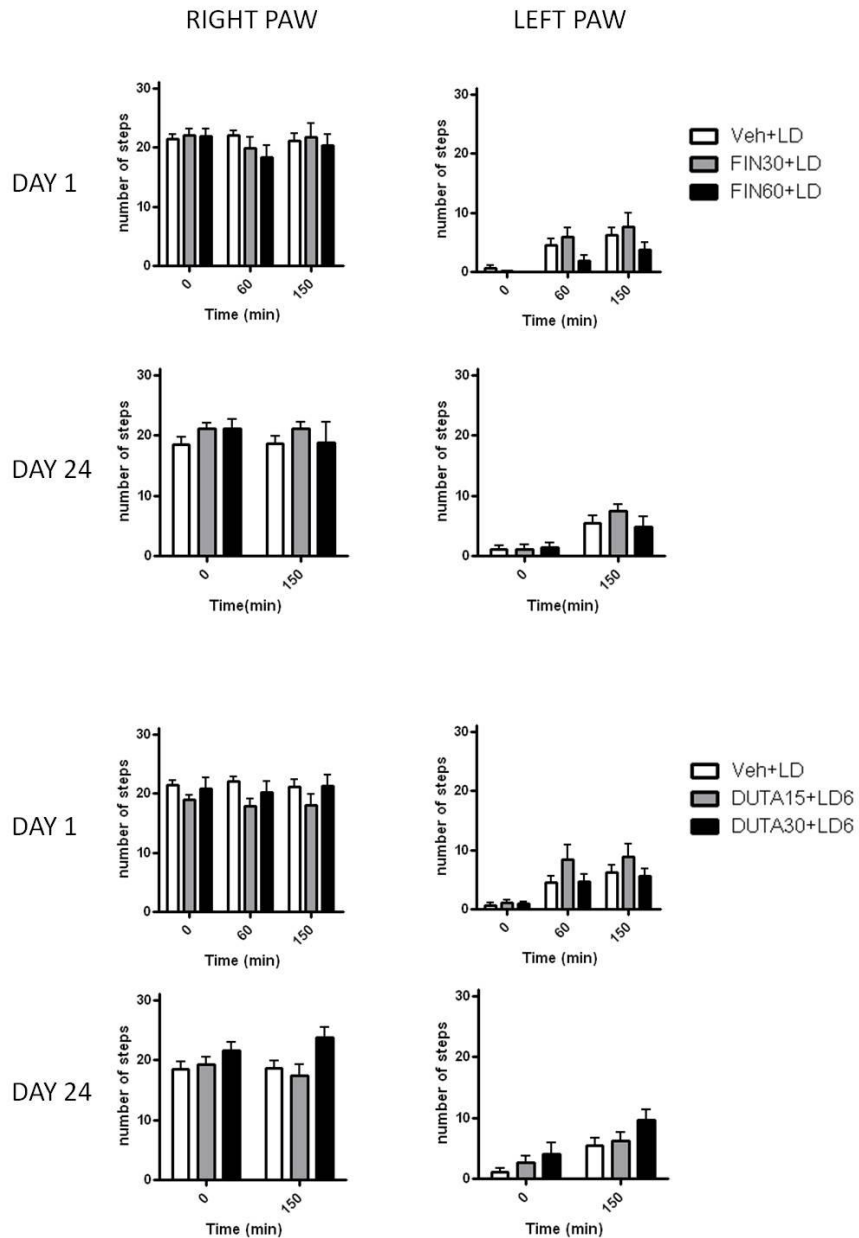 RIGHT PAW
LEFT PAW
DAY 1
number of steps
30
20
10
0
0
60
150
Time (min)
number of steps
30
20
10
0
0
60
150
Time (min)
Veh+LD
FIN30+LD
FIN60+LD
DAY 24
number of steps
30
20
10
0
0
150
Time(min)
number of steps
30
20
10
0
0
150
Time(min)
DAY 1
number of steps
30
20
10
0
0
60
150
Time (min)
number of steps
30
20
10
0
0
60
150
Time (min)
Veh+LD
DUTA15+LD6
DUTA30+LD6
DAY 24
number of steps
30
20
10
0
0
150
Time (min)
number of steps
30
20
10
0
0
150
Time (min)